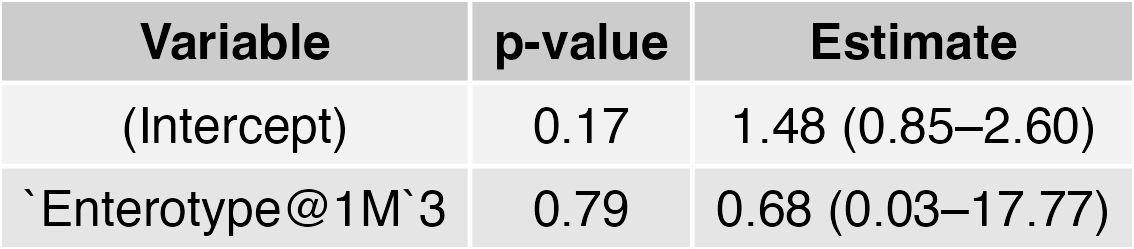 Variable p-value Estimate
(Intercept) 0.17 1.48 (0.85–2.60)
`Enterotype@1M`3 0.79 0.68 (0.03–17.77)